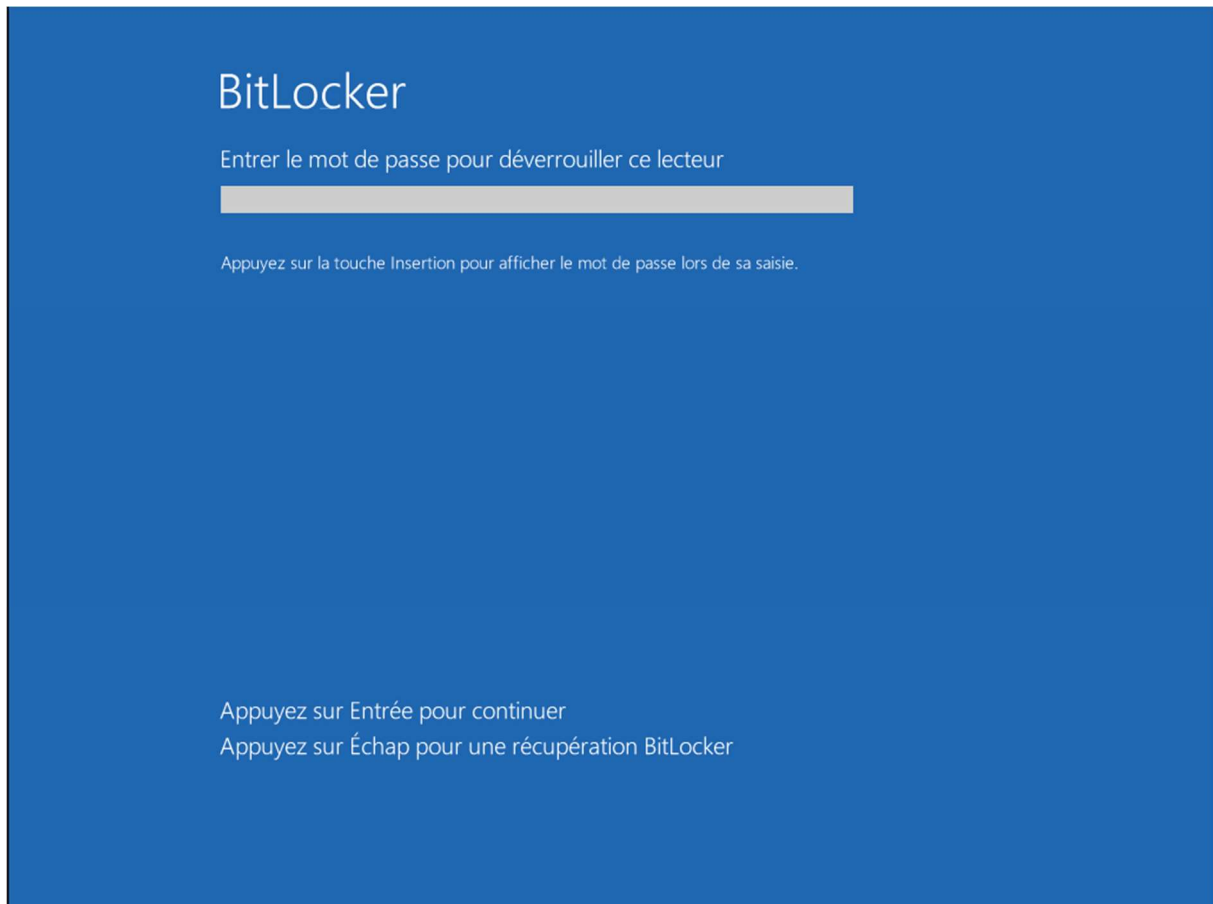 BitLocker
Entrer le mot de passe pour déverrouiller ce lecteur
Appuyez sur la touche Insertion pour afficher le mot de passe lors de sa saisie.
Appuyez sur Entrée pour continuer
Appuyez sur Échap pour une récupération BitLocker